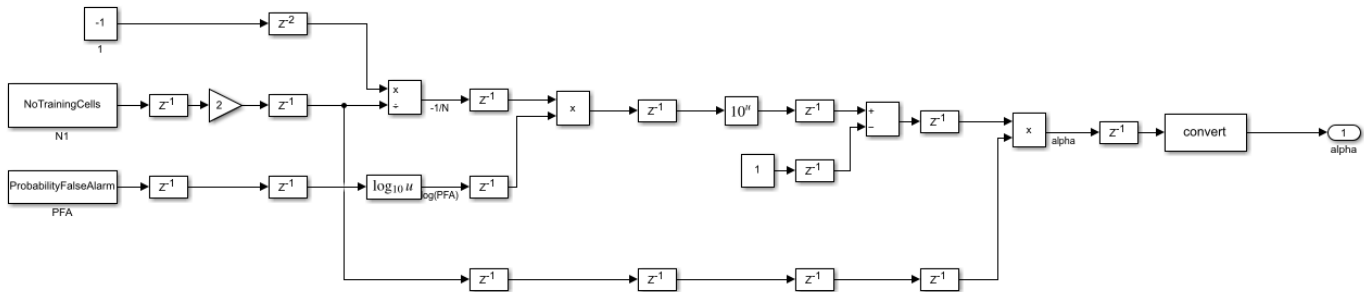 -1
1
Z-2
NoTrainingCells
N1
Z-1
2
Z-1
x
÷
-1/N
Z-1
x
Z-1
10u
Z-1
+
−
Z-1
x
alpha
Z-1
convert
1
alpha
1
Z-1
ProbabilityFalseAlarm
PFA
Z-1
Z-1
log10 u
og(PFA)
Z-1
Z-1
Z-1
Z-1
Z-1